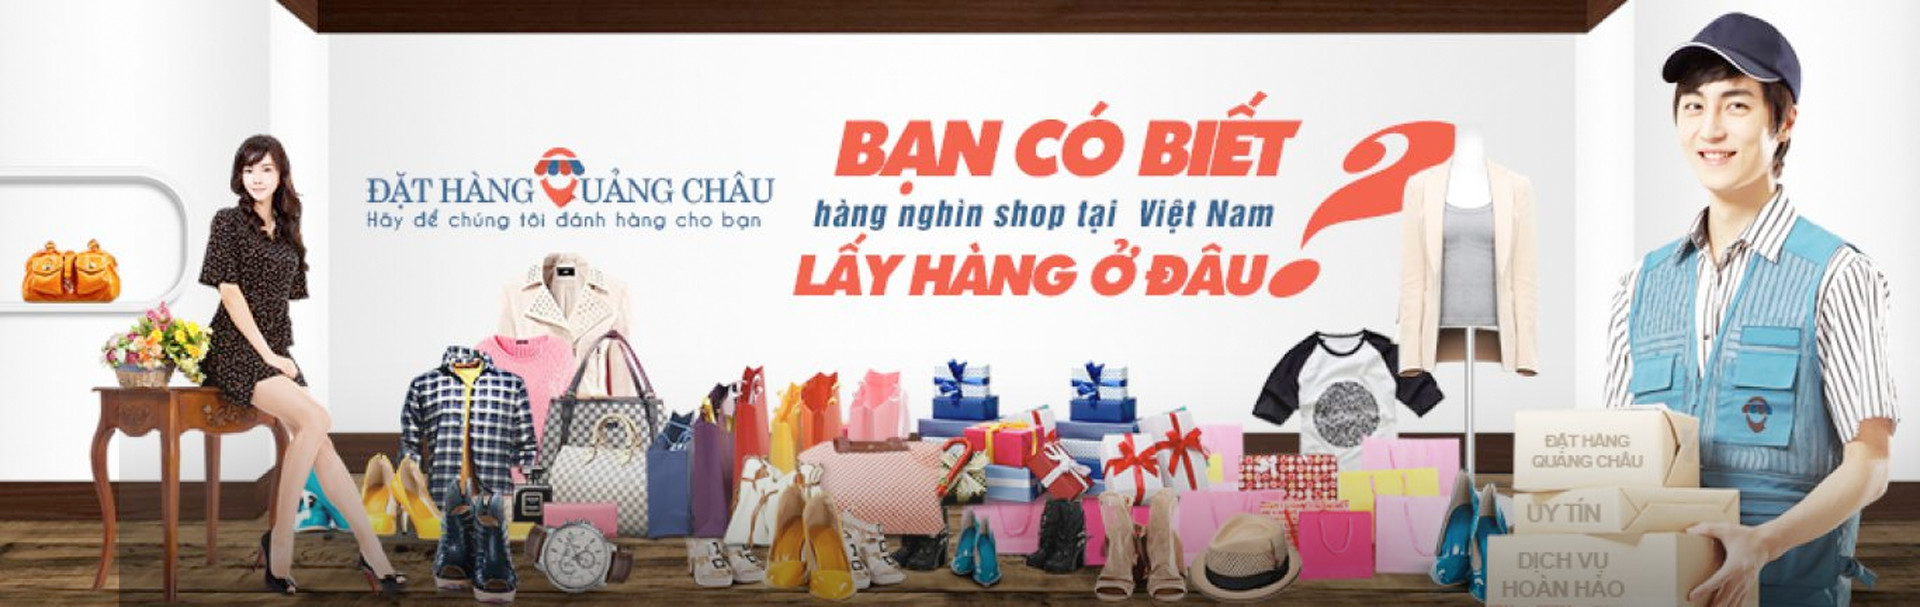 ĐẶT HÀNG QUẢNG CHÂU
Hãy để chúng tôi đánh hàng cho bạn
BẠN CÓ BIẾT
hàng nghìn shop tại Việt Nam
LẤY HÀNG Ở ĐÂU?
ĐẶT HÀNG
QUẢNG CHÂU
UY TÍN
DỊCH VỤ
HOÀN HẢO